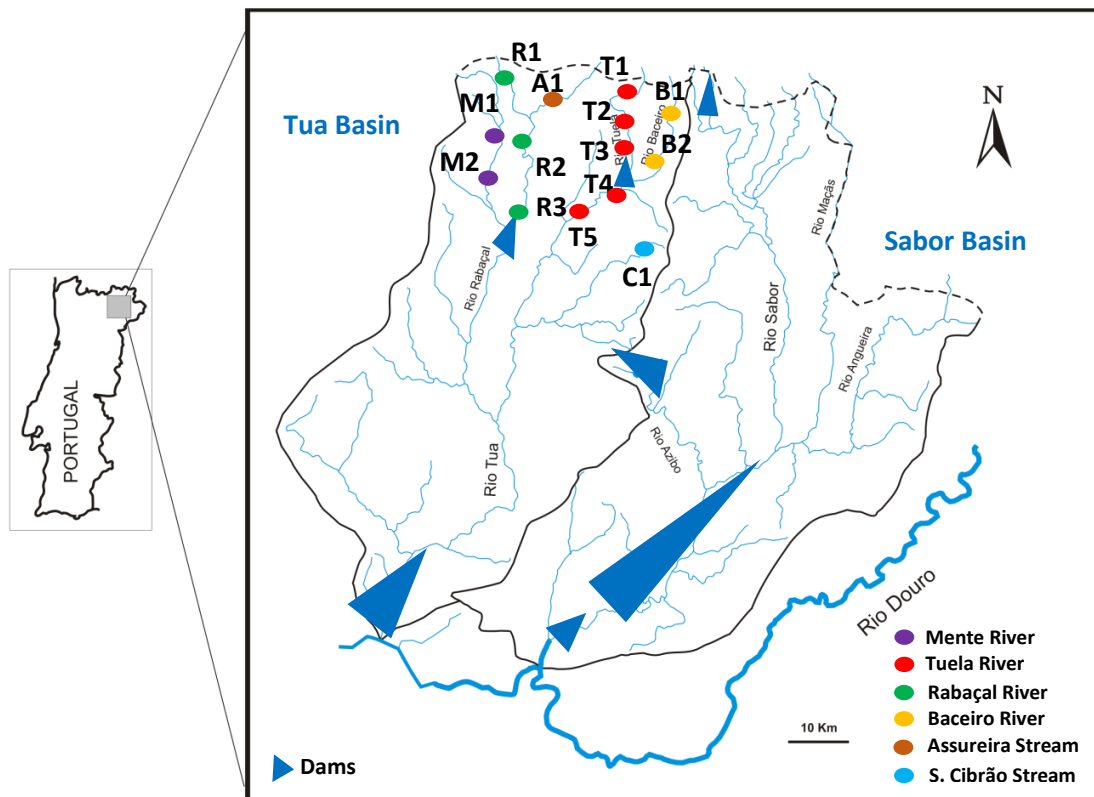 R1
T1
A1
B1
M1
N
T2
Tua Basin
Rio Tuela
Rio Baceiro
T3
B2
R2
M2
T4
R3
T5
Rio Maçãs
Sabor Basin
C1
Rio Rabaçal
Rio Sabor
Rio Angueira
PORTUGAL
Rio Tua
Rio Azibo
Rio Douro
Mente River
Tuela River
Rabaçal River
Baceiro River
10 Km
Assureira Stream
Dams
S. Cibrão Stream